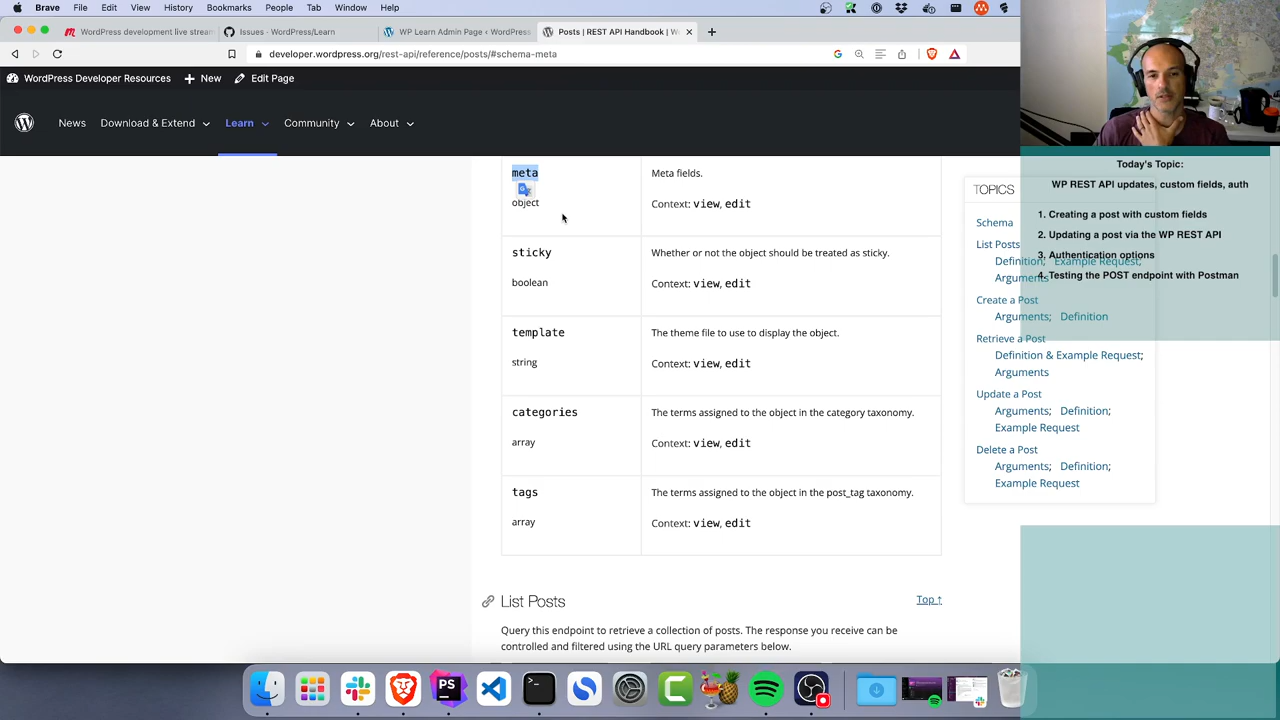 Brave File Edit View History Bookmarks People Tab Window Help
WordPress development live stream
Issues · WordPress/Learn
WP Learn Admin Page ‹ WordPress
Posts | REST API Handbook | W
developer.wordpress.org/rest-api/reference/posts/#schema-meta
WordPress Developer Resources + New Edit Page
News Download & Extend Learn Community About
meta
object
Meta fields.
Context: view, edit
sticky
boolean
Whether or not the object should be treated as sticky.
Context: view, edit
template
string
The theme file to use to display the object.
Context: view, edit
categories
array
The terms assigned to the object in the category taxonomy.
Context: view, edit
tags
array
The terms assigned to the object in the post_tag taxonomy.
Context: view, edit
List Posts
Top ↑
Query this endpoint to retrieve a collection of posts. The response you receive can be
controlled and filtered using the URL query parameters below.
TOPICS
Schema
List Posts
Definition; Example Request;
Arguments
Create a Post
Arguments; Definition
Retrieve a Post
Definition & Example Request;
Arguments
Update a Post
Arguments; Definition;
Example Request
Delete a Post
Arguments; Definition;
Example Request
Today's Topic:
WP REST API updates, custom fields, auth
1. Creating a post with custom fields
2. Updating a post via the WP REST API
3. Authentication options
4. Testing the POST endpoint with Postman
PS